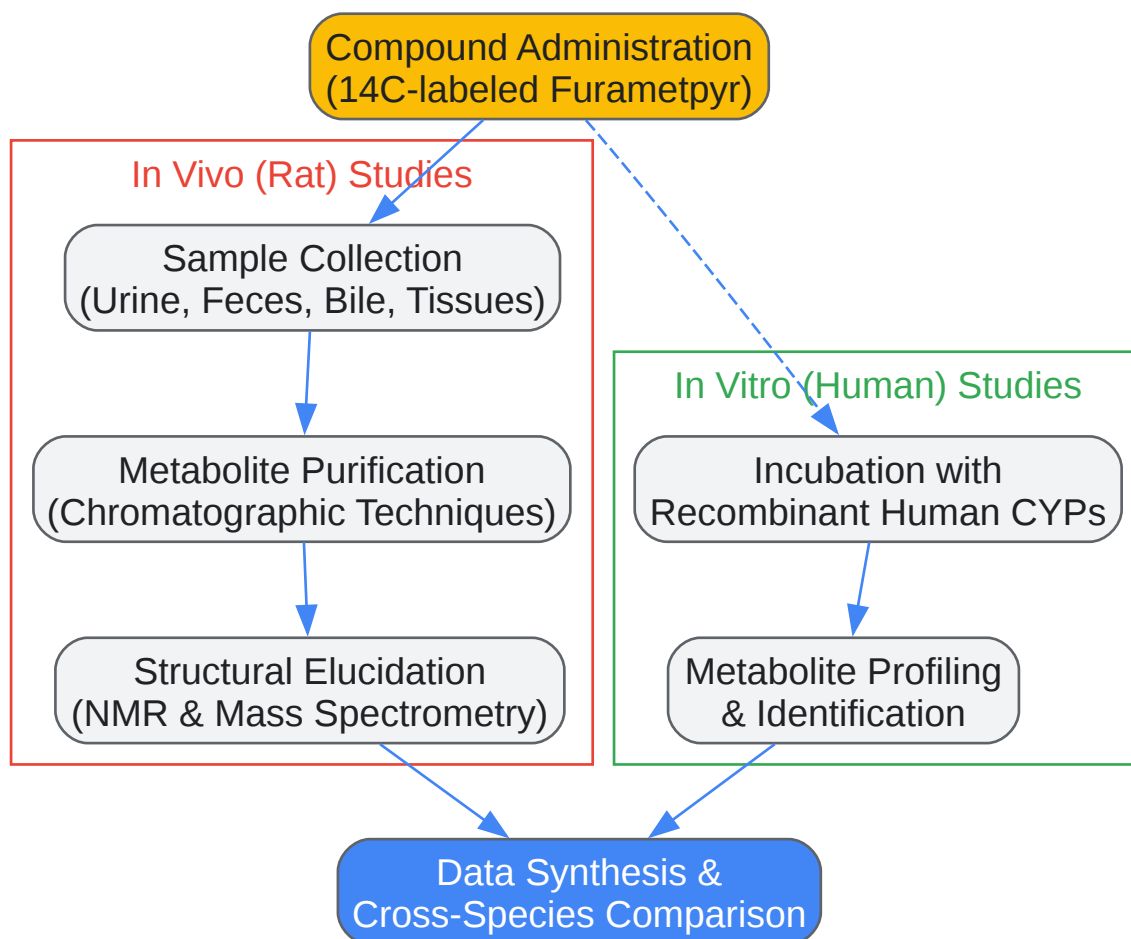 Compound Administration
(14C-labeled Furametpyr)
In Vivo (Rat) Studies
Sample Collection
(Urine, Feces, Bile, Tissues)
Metabolite Purification
(Chromatographic Techniques)
Structural Elucidation
(NMR & Mass Spectrometry)
In Vitro (Human) Studies
Incubation with
Recombinant Human CYPs
Metabolite Profiling
& Identification
Data Synthesis &
Cross-Species Comparison